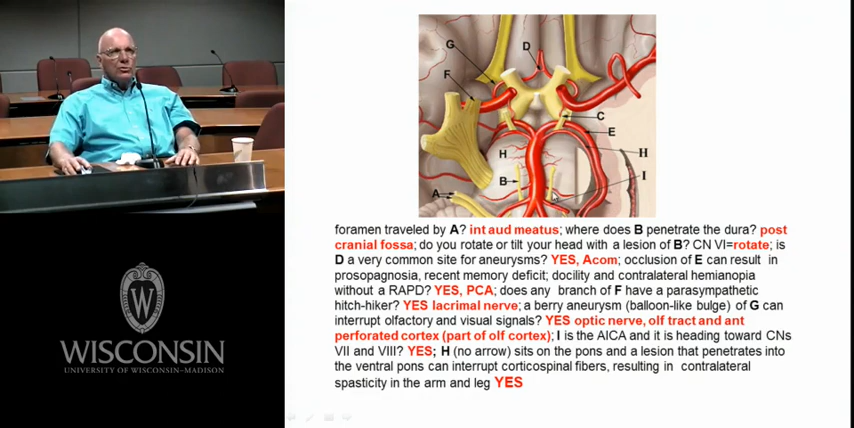 G
D
F
C
E
H
H
I
B
A
foramen traveled by A? int aud meatus; where does B penetrate the dura? post
cranial fossa; do you rotate or tilt your head with a lesion of B? CN VI=rotate; is
D a very common site for aneurysms? YES, Acom; occlusion of E can result in
prosopagnosia, recent memory deficit; docility and contralateral hemianopia
without a RAPD? YES, PCA; does any branch of F have a parasympathetic
hitch-hiker? YES lacrimal nerve; a berry aneurysm (balloon-like bulge) of G can
interrupt olfactory and visual signals? YES optic nerve, olf tract and ant
perforated cortex (part of olf cortex); I is the AICA and it is heading toward CNs
VII and VIII? YES; H (no arrow) sits on the pons and a lesion that penetrates into
the ventral pons can interrupt corticospinal fibers, resulting in contralateral
spasticity in the arm and leg YES
W
WISCONSIN
UNIVERSITY OF WISCONSIN–MADISON